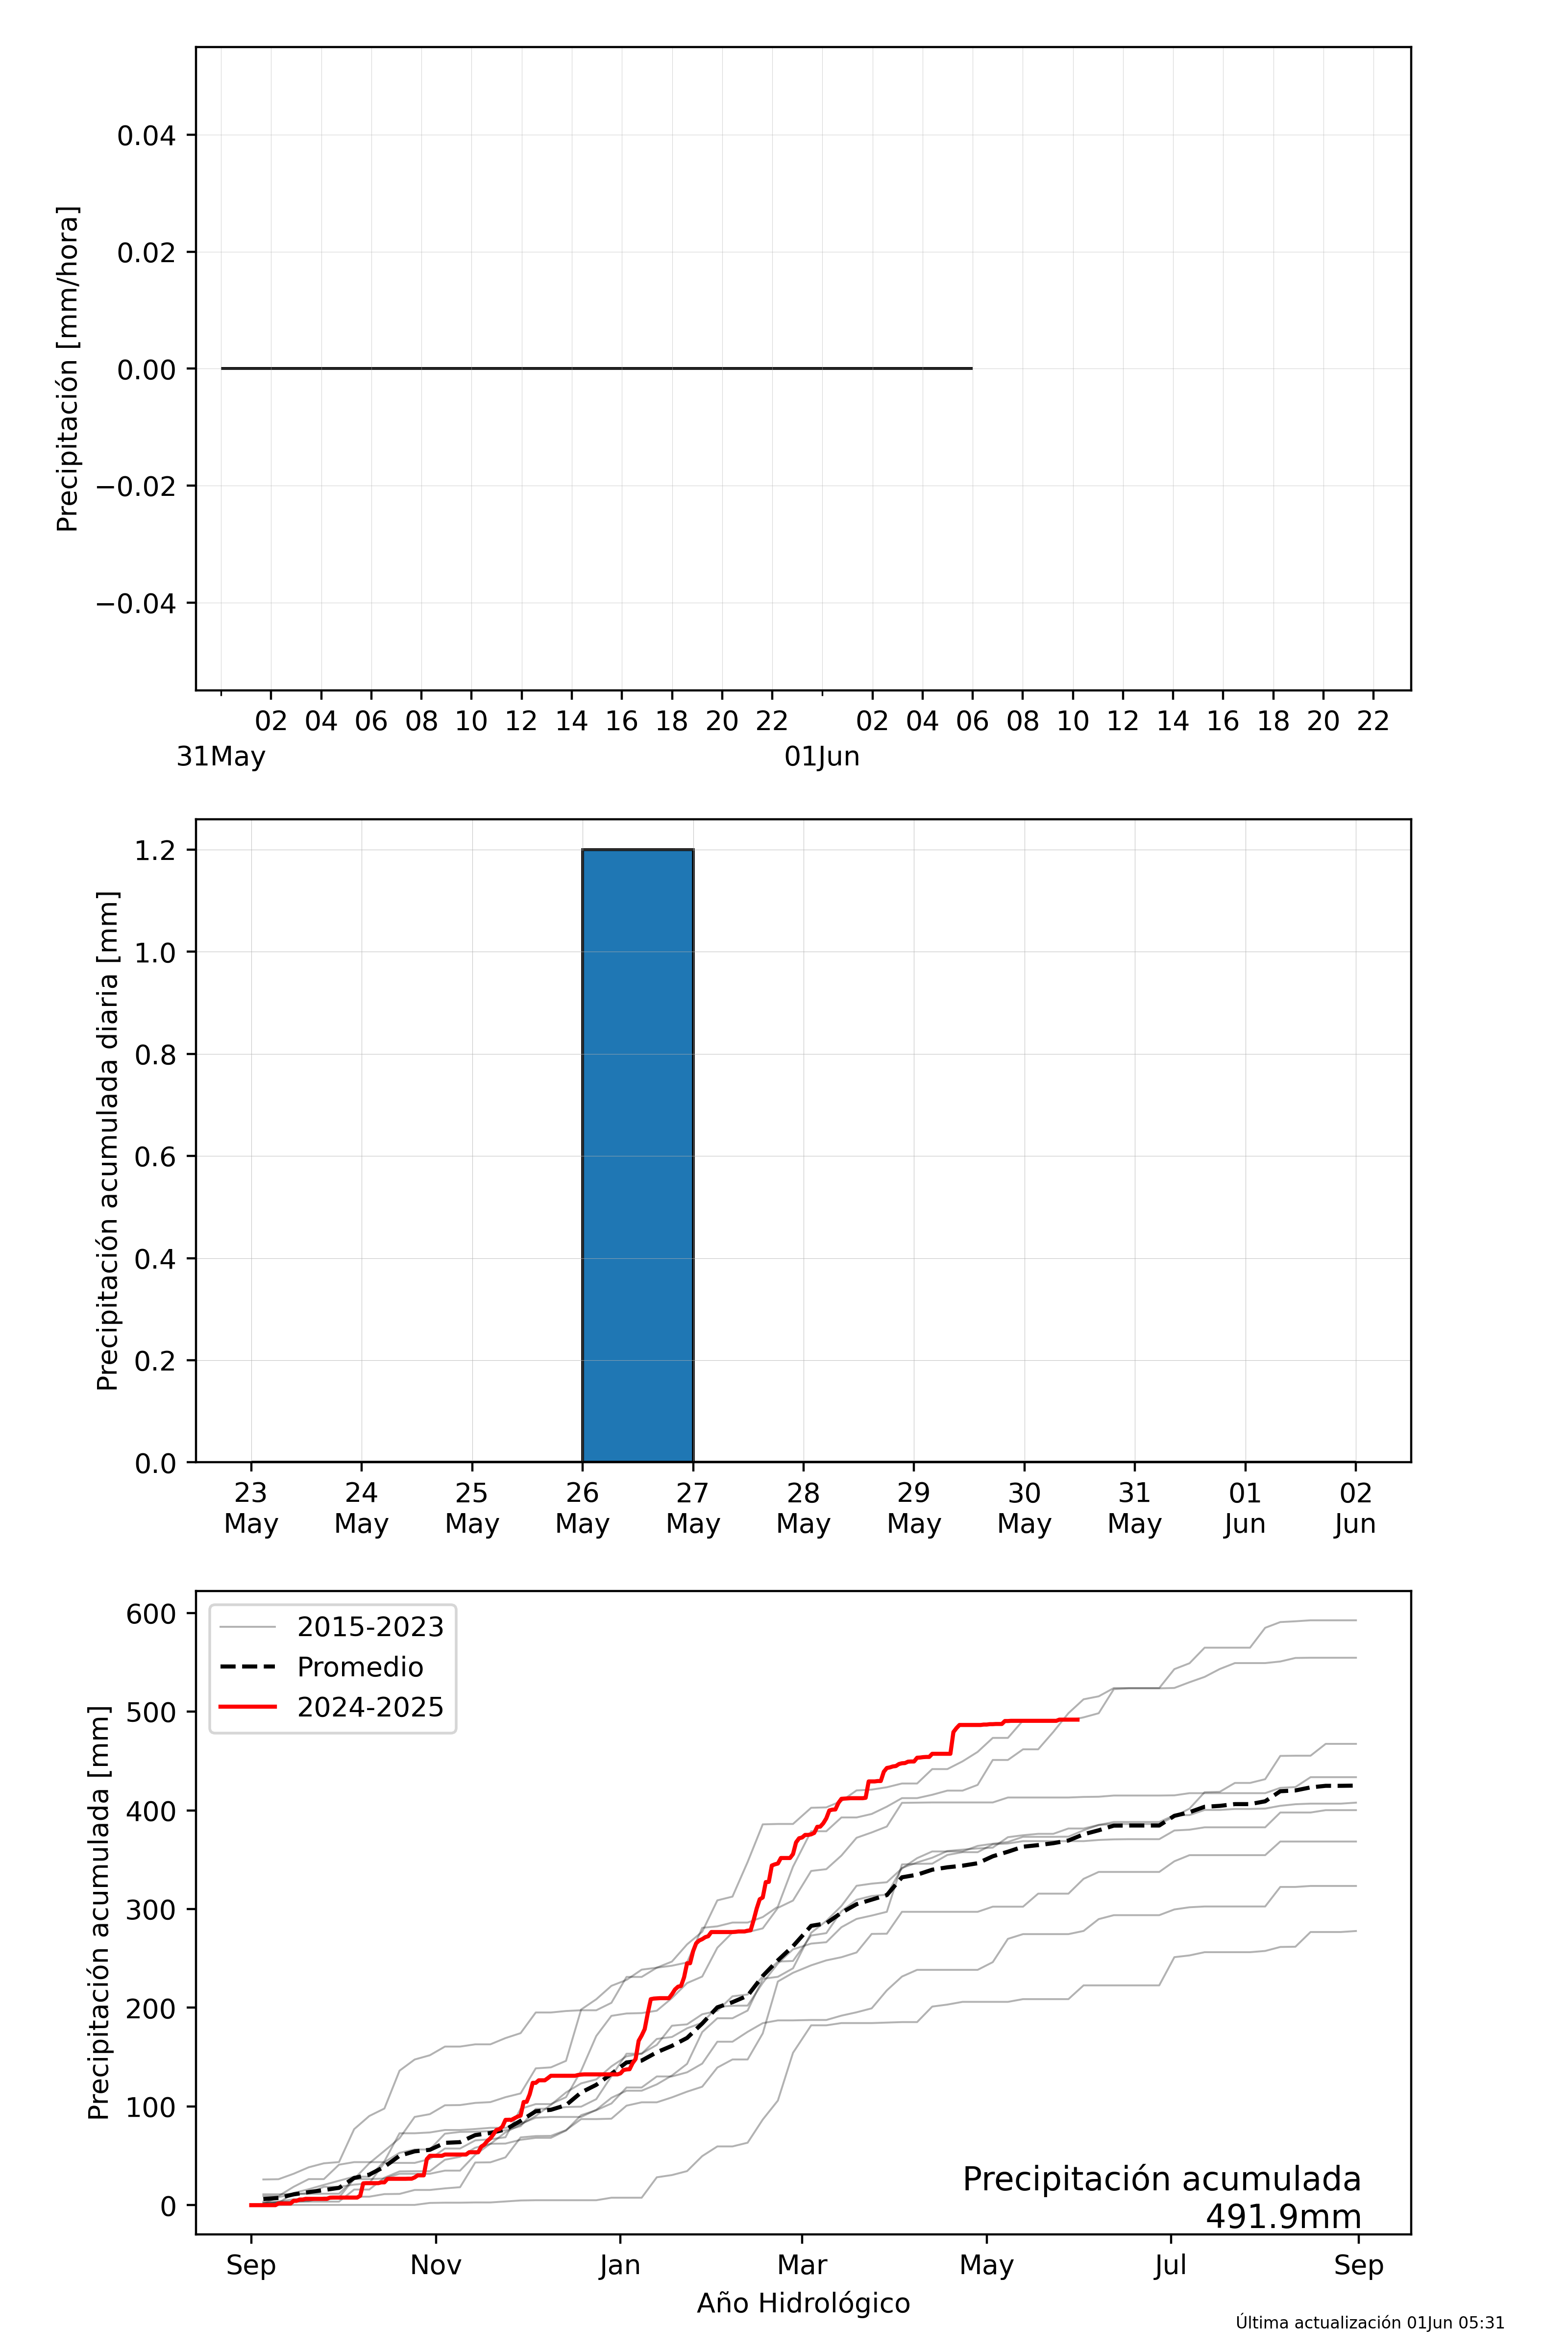 Precipitación [mm/hora]
0.04
0.02
0.00
−0.02
−0.04
02 04 06 08 10 12 14 16 18 20 22 02 04 06 08 10 12 14 16 18 20 22
31May 01Jun
Precipitación acumulada diaria [mm]
1.2
1.0
0.8
0.6
0.4
0.2
0.0
23 24 25 26 27 28 29 30 31 01 02
May May May May May May May May May Jun Jun
Precipitación acumulada [mm]
600
500
400
300
200
100
0
2015-2023
Promedio
2024-2025
Precipitación acumulada
491.9mm
Sep Nov Jan Mar May Jul Sep
Año Hidrológico
Última actualización 01Jun 05:31